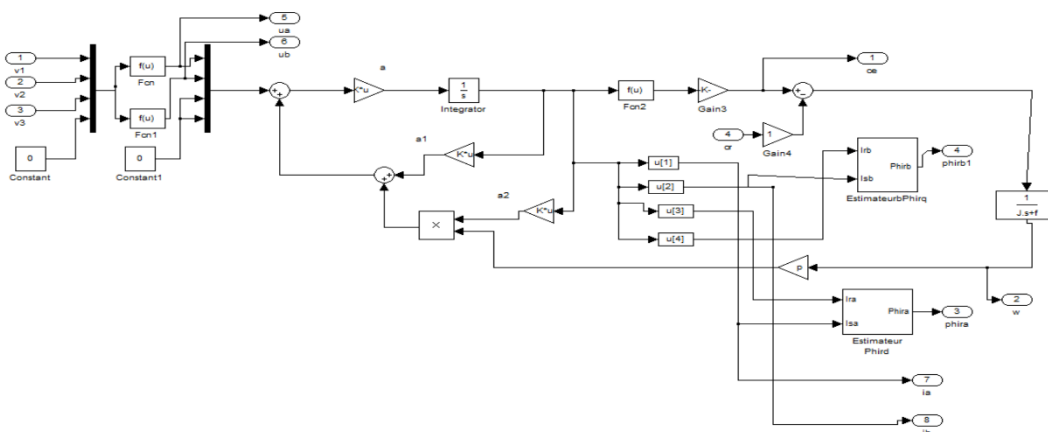 5
ua
6
ub
1
v1
2
v2
3
v3
0
Constant
f(u)
Fcn
f(u)
Fcn1
0
Constant1
+
+
K*u
a
1
s
Integrator
f(u)
Fcn2
-K-
Gain3
1
ce
+
−
4
cr
1
Gain4
a1
K*u
+
+
a2
K*u
×
u[1]
u[2]
u[3]
u[4]
Irb
Isb
Phirb
EstimateurbPhirq
4
phirb1
1
J.s+f
p
2
w
Ira
Isa
Phira
Estimateur
Phird
3
phira
7
ia
8